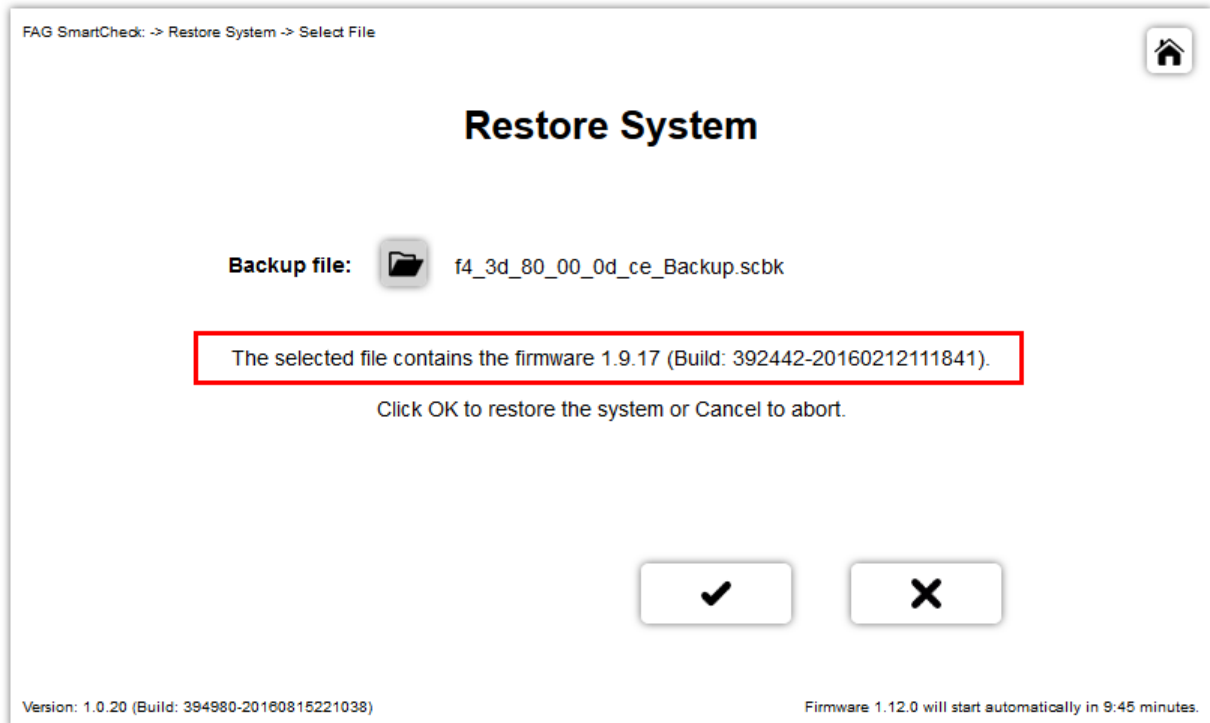 FAG SmartCheck: -> Restore System -> Select File
Restore System
Backup file: f4_3d_80_00_0d_ce_Backup.scbk
The selected file contains the firmware 1.9.17 (Build: 392442-20160212111841).
Click OK to restore the system or Cancel to abort.
Version: 1.0.20 (Build: 394980-20160815221038) Firmware 1.12.0 will start automatically in 9:45 minutes.